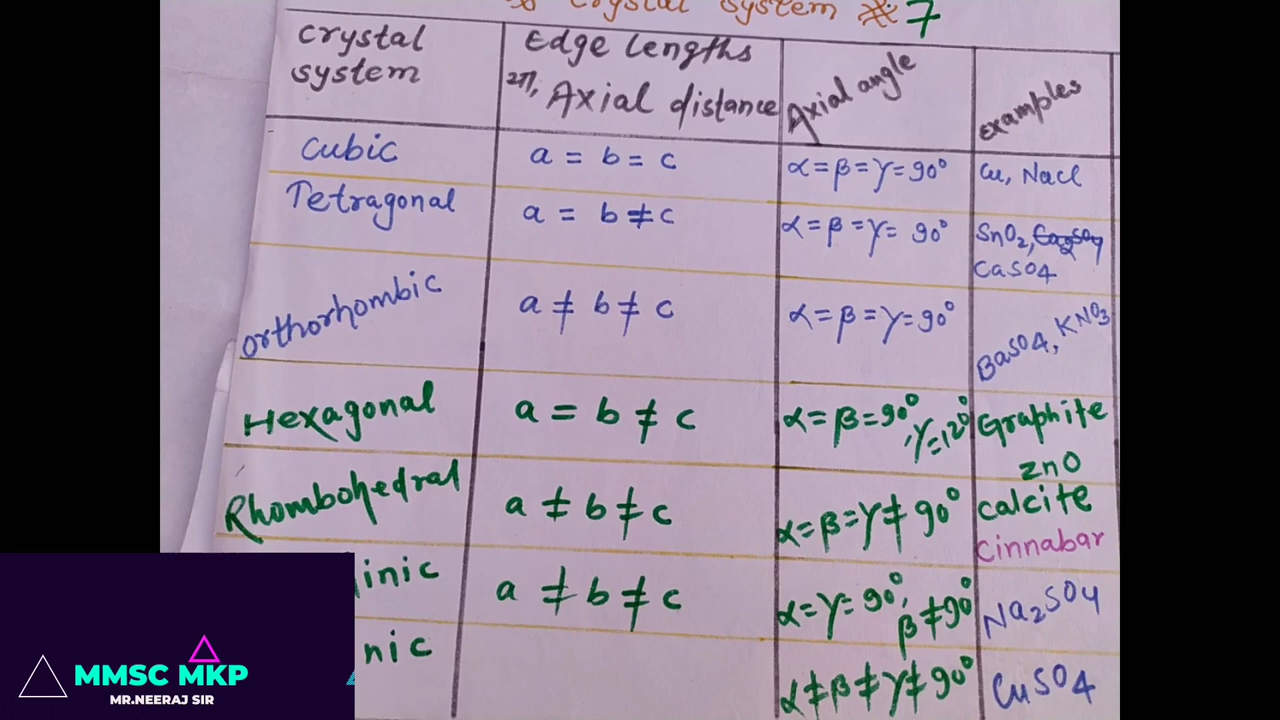 crystal system 7
Crystal system | Edge lengths या, Axial distance | Axial angle | examples
Cubic | a = b = c | α = β = γ = 90° | Cu, NaCl
Tetragonal | a = b ≠ c | α = β = γ = 90° | SnO2, CaSO4
Orthorhombic | a ≠ b ≠ c | α = β = γ = 90° | BaSO4, KNO3
Hexagonal | a = b ≠ c | α = β = 90°, γ = 120° | Graphite ZnO
Rhombohedral | a ≠ b ≠ c | α = β = γ ≠ 90° | calcite cinnabar
linic | a ≠ b ≠ c | α = γ = 90°, β ≠ 90° | Na2SO4
nic | α ≠ β ≠ γ ≠ 90° | CuSO4
MMSC MKP
MR.NEERAJ SIR